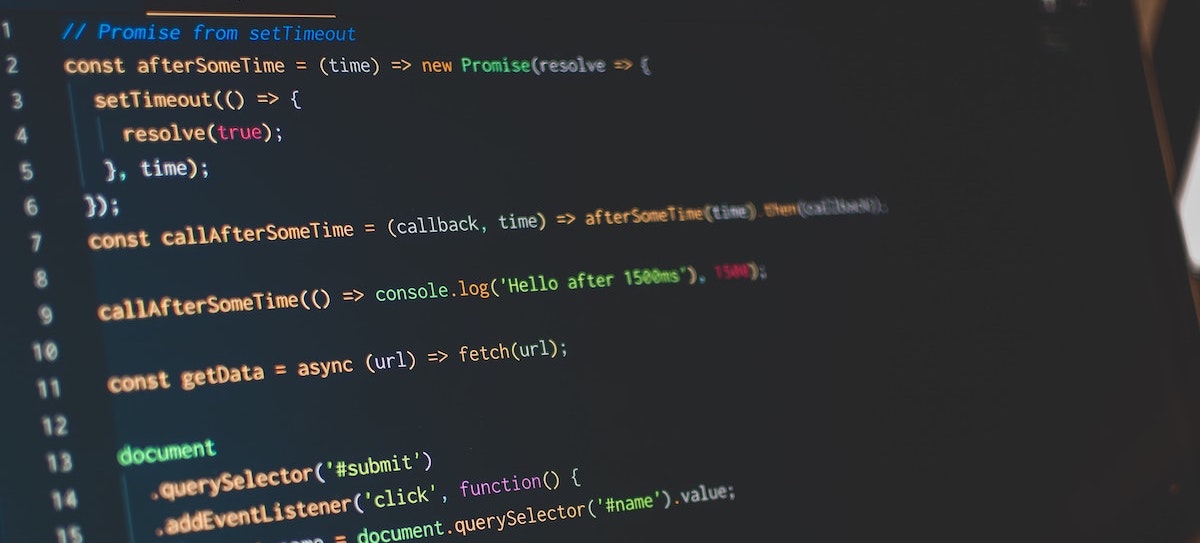 1 // Promise from setTimeout
2 const afterSomeTime = (time) => new Promise(resolve => {
3 setTimeout(() => {
4 resolve(true);
5 }, time);
6 });
7 const callAfterSomeTime = (callback, time) => afterSomeTime(time).then(callback);
8
9 callAfterSomeTime(() => console.log('Hello after 1500ms'), 1500);
10
11 const getData = async (url) => fetch(url);
12
13 document
14 .querySelector('#submit')
15 .addEventListener('click', function() {
= document.querySelector('#name').value;